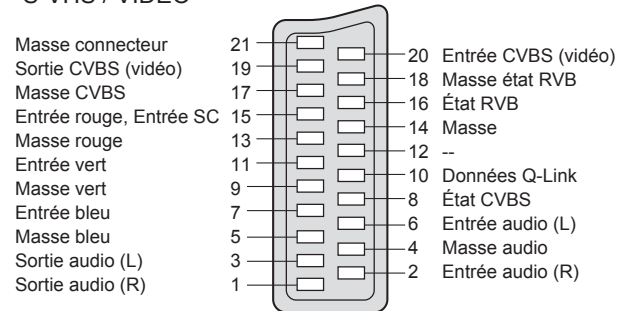 Masse connecteur 21
Sortie CVBS (vidéo) 19
Masse CVBS 17
Entrée rouge, Entrée SC 15
Masse rouge 13
Entrée vert 11
Masse vert 9
Entrée bleu 7
Masse bleu 5
Sortie audio (L) 3
Sortie audio (R) 1
20 Entrée CVBS (vidéo)
18 Masse état RVB
16 État RVB
14 Masse
12 --
10 Données Q-Link
8 État CVBS
6 Entrée audio (L)
4 Masse audio
2 Entrée audio (R)